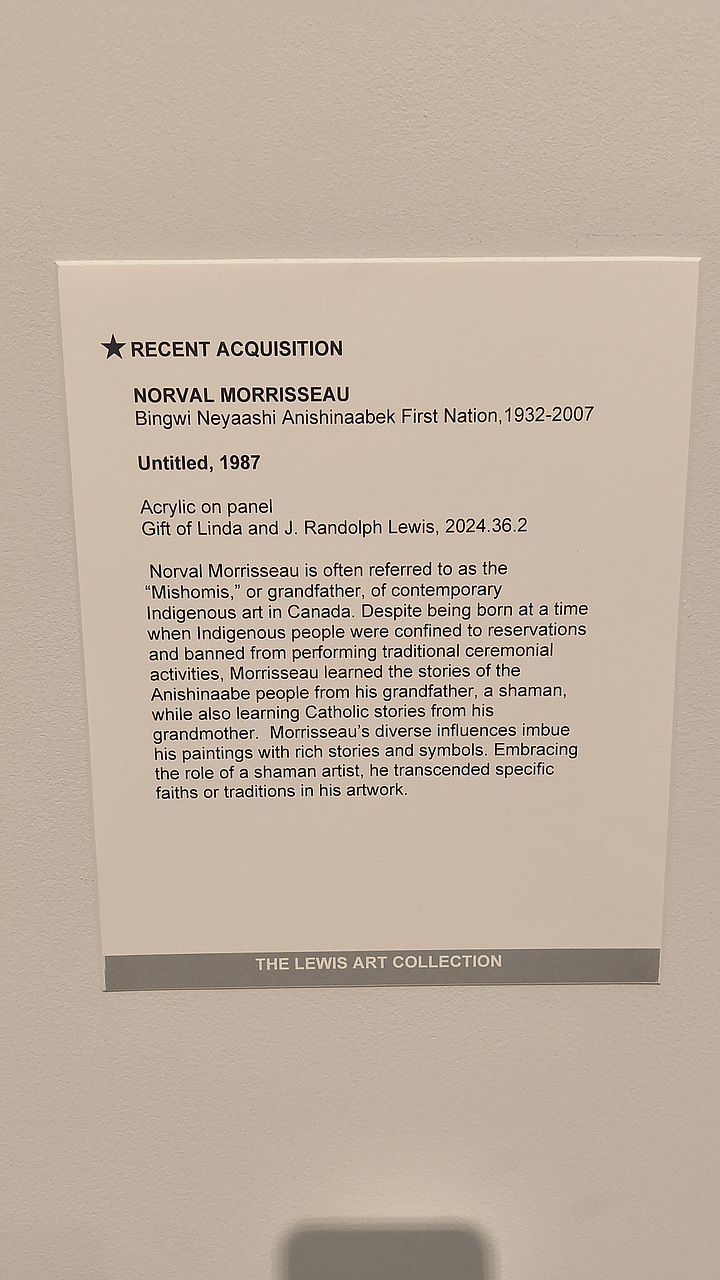 ★ RECENT ACQUISITION
NORVAL MORRISSEAU
Bingwi Neyaashi Anishinaabek First Nation,1932-2007
Untitled, 1987
Acrylic on panel
Gift of Linda and J. Randolph Lewis, 2024.36.2
Norval Morrisseau is often referred to as the
“Mishomis,” or grandfather, of contemporary
Indigenous art in Canada. Despite being born at a time
when Indigenous people were confined to reservations
and banned from performing traditional ceremonial
activities, Morrisseau learned the stories of the
Anishinaabe people from his grandfather, a shaman,
while also learning Catholic stories from his
grandmother.  Morrisseau’s diverse influences imbue
his paintings with rich stories and symbols. Embracing
the role of a shaman artist, he transcended specific
faiths or traditions in his artwork.
THE LEWIS ART COLLECTION